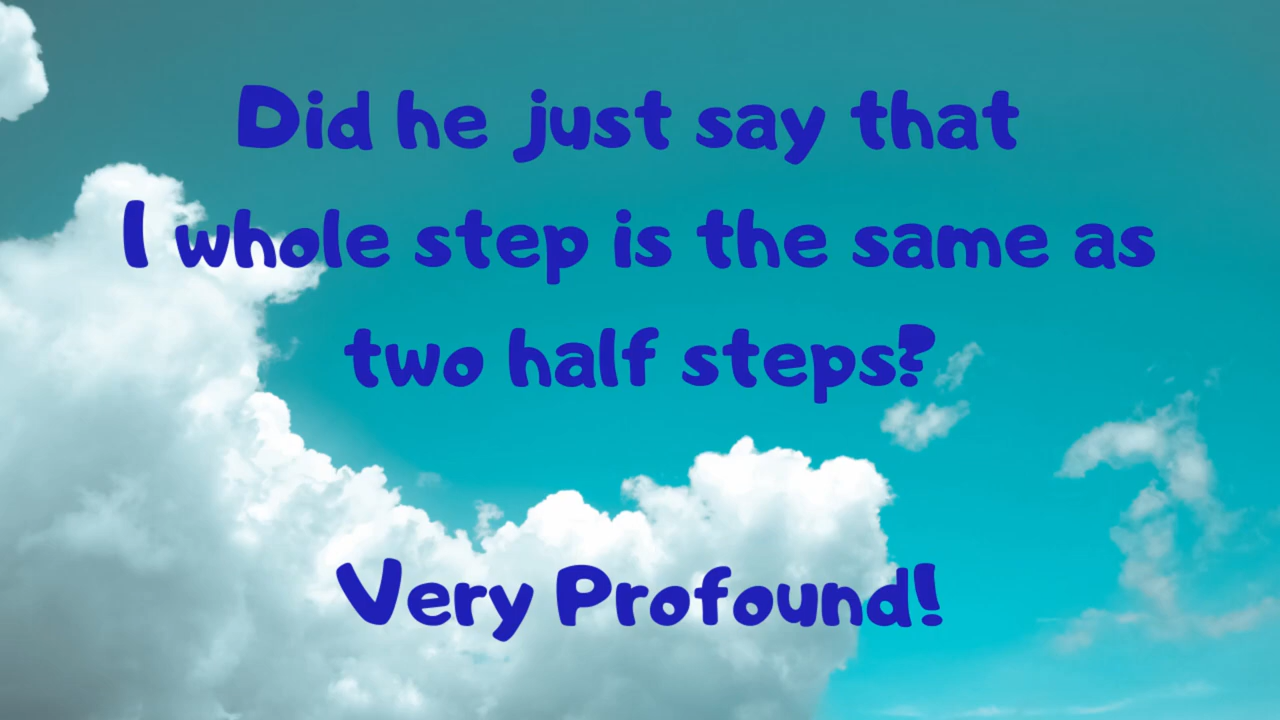 Did he just say that
1 whole step is the same as
two half steps?
Very Profound!